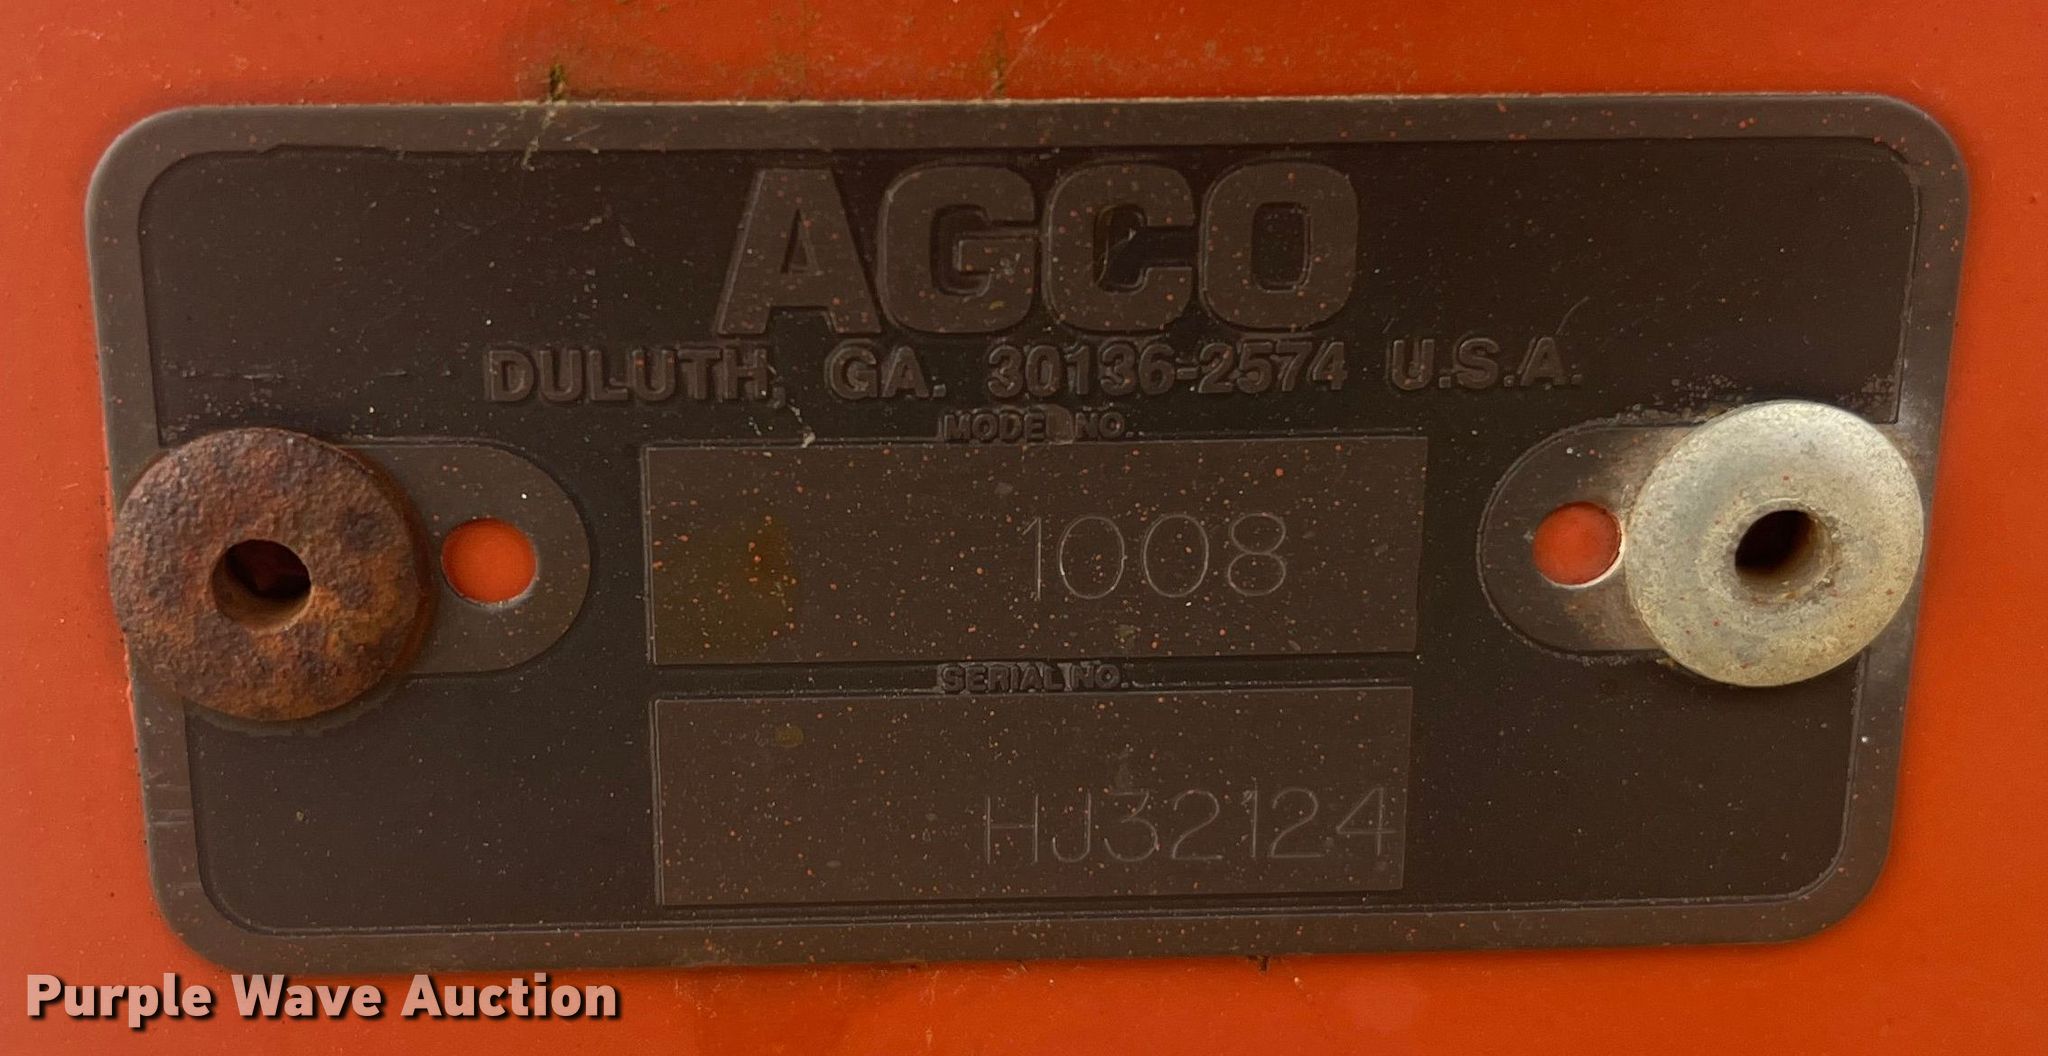 AGCO
DULUTH, GA. 30136-2574 U.S.A.
MODEL NO.
1008
SERIAL NO.
HJ32124
Purple Wave Auction